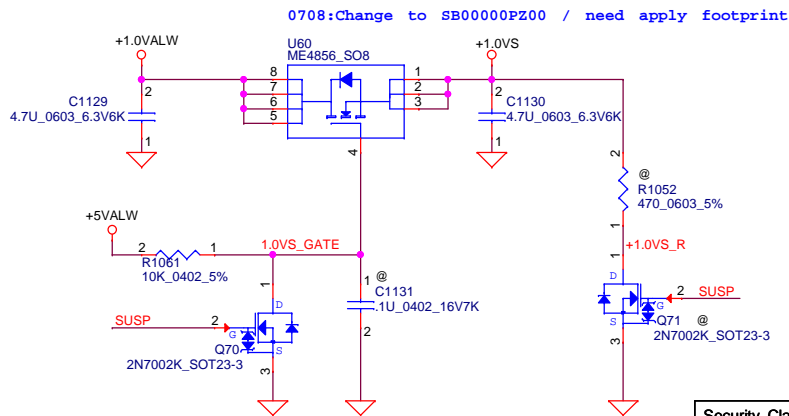 0708:Change to SB00000PZ00 / need apply footprint
+1.0VALW
U60
ME4856_SO8
+1.0VS
8
7
6
5
1
2
3
4
2
C1129
4.7U_0603_6.3V6K
1
2
C1130
4.7U_0603_6.3V6K
1
2
@
R1052
470_0603_5%
1
+5VALW
2
1
R1061
10K_0402_5%
1.0VS_GATE
1
@
C1131
.1U_0402_16V7K
2
+1.0VS_R
1
D
SUSP
2
G
S
Q70
2N7002K_SOT23-3
3
1
D
2
SUSP
G
S
Q71
@
2N7002K_SOT23-3
3